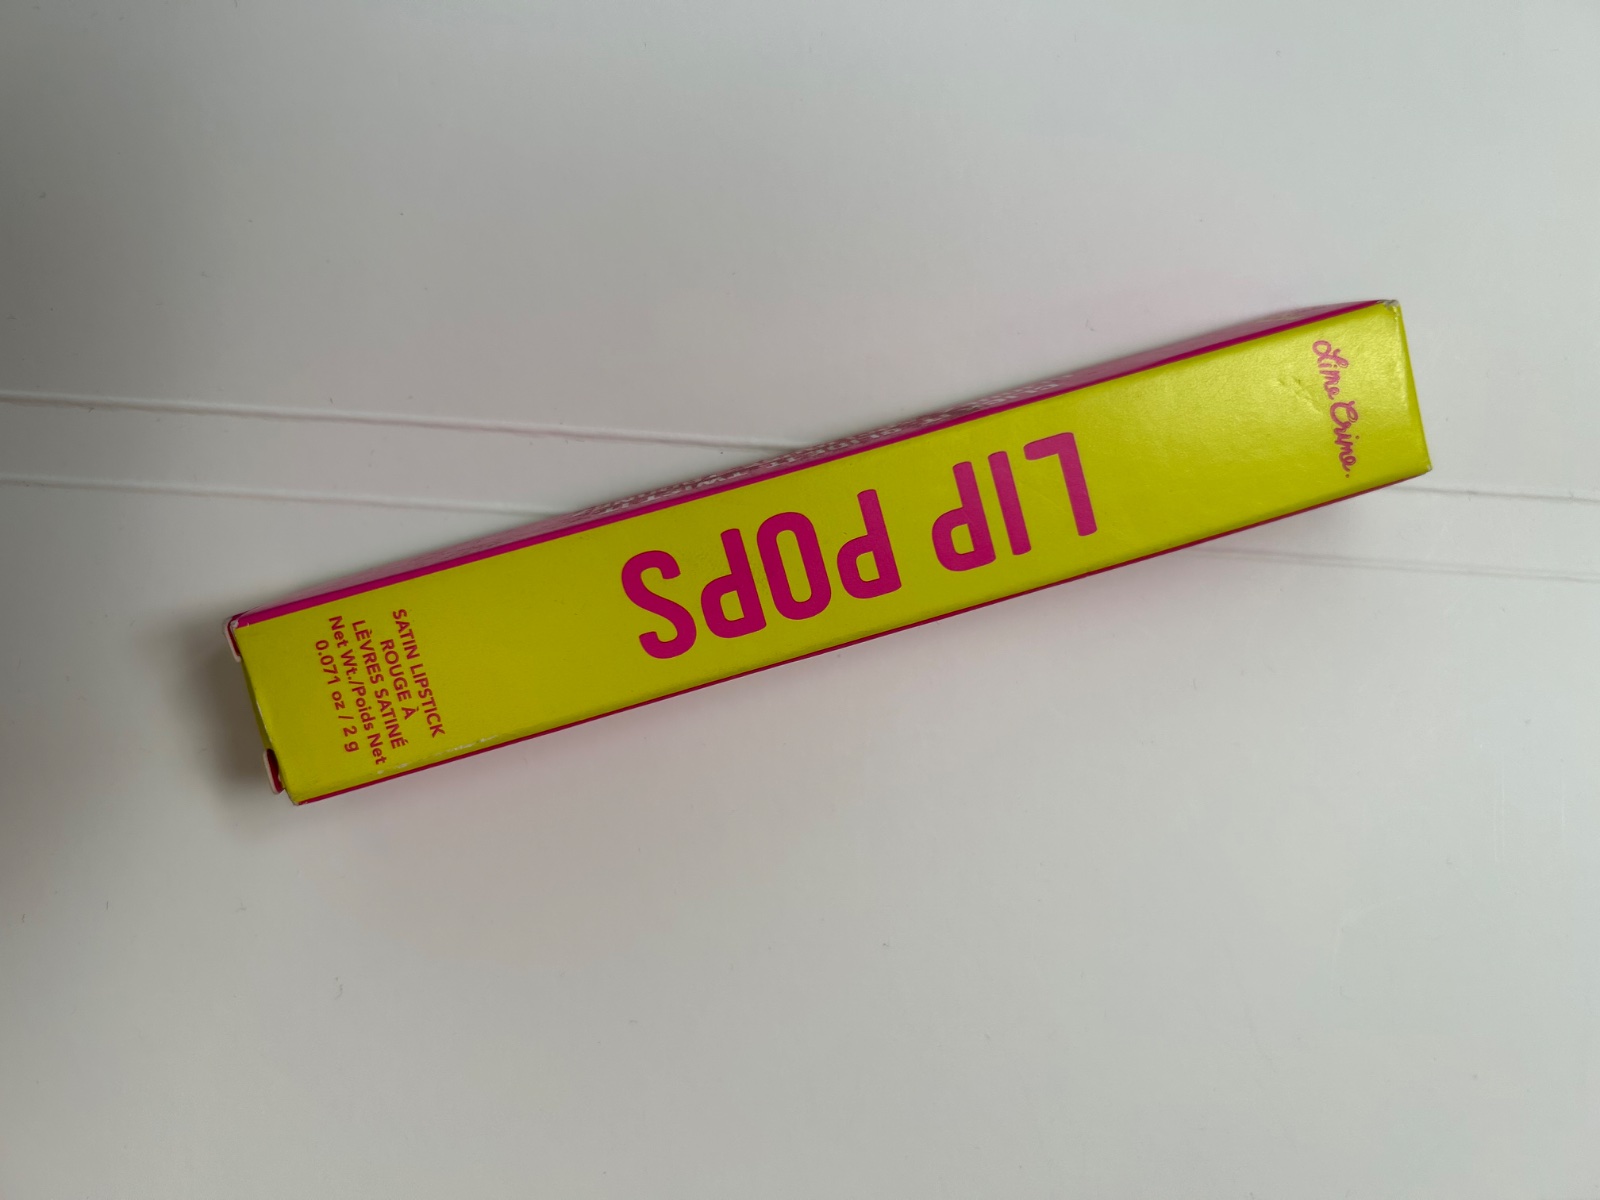 Lime Crime.
LIP POPS
SATIN LIPSTICK
ROUGE À
LÈVRES SATINÉ
Net Wt./Poids Net
0.071 oz / 2 g